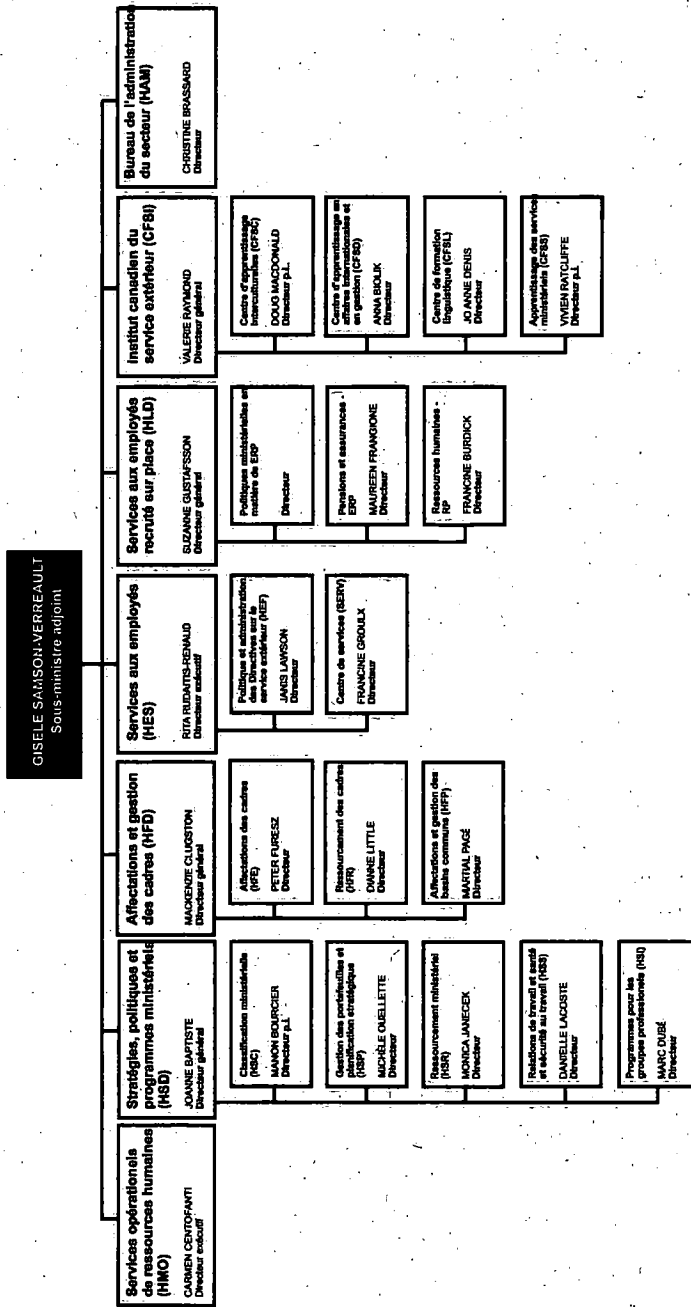 GISELE SAMSON-VERREAULT
Sous-ministre adjoint
Services opérationels
de ressources humaines
(HMO)
CARMEN CENTOFANTI
Directeur exécutif
Stratégies, politiques et
programmes ministériels
(HSD)
JOANNE BAPTISTE
Directeur général
Classification ministérielle
(HSC)
MANON BOURCIER
Directeur p.i.
Gestion des portefeuilles et
planification stratégique
(HSP)
MICHÈLE OUELLETTE
Directeur
Ressourcement ministériel
(HSR)
MONICA JANECEK
Directeur
Relations de travail et santé
et sécurité au travail (HSS)
DANIELLE LACOSTE
Directeur
Programmes pour les
groupes professionels (HSI)
MARC DUBÉ
Directeur
Affectations et gestion
des cadres (HFD)
MACKENZIE CLUGSTON
Directeur général
Affectations des cadres
(HFE)
PETER FURESZ
Directeur
Ressourcement des cadres
(HFR)
DIANNE LITTLE
Directeur
Affectations et gestion des
bassins communs (HFP)
MARTIAL PAGÉ
Directeur
Services aux employés
(HES)
RITA RUDAITIS-RENAUD
Directeur exécutif
Politique et administration
des Directives sur le
service extérieur (HEF)
JANIS LAWSON
Directeur
Centre de services (SERV)
FRANCINE GROULX
Directeur
Services aux employés
recruté sur place (HLD)
SUZANNE GUSTAFSSON
Directeur général
Politiques ministérielles en
matière de ERP
Directeur
Pensions et assurances -
ERP
MAUREEN FRANGIONE
Directeur
Ressources humaines -
RP
FRANCINE BURDICK
Directeur
Institut canadien du
service extérieur (CFSI)
VALERIE RAYMOND
Directeur général
Centre d'apprentissage
interculturelles (CFSC)
DOUG MACDONALD
Directeur p.i.
Centre d'apprentissage en
affaires internationales et
en gestion (CFSD)
ANNA BIOLIK
Directeur
Centre de formation
linguistique (CFSL)
JO ANNE DENIS
Directeur
Apprentissage des services
ministériels (CFSS)
VIVIEN RATCLIFFE
Directeur p.i.
Bureau de l'administration
du secteur (HAM)
CHRISTINE BRASSARD
Directeur